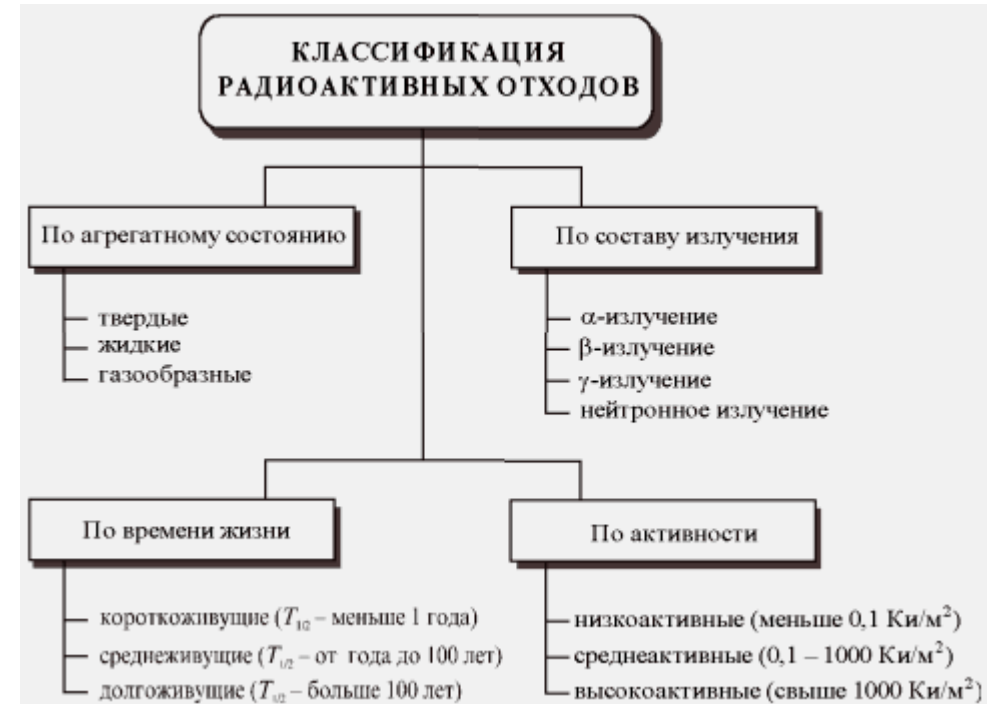 КЛАССИФИКАЦИЯ
РАДИОАКТИВНЫХ ОТХОДОВ
По агрегатному состоянию
твердые
жидкие
газообразные
По составу излучения
α-излучение
β-излучение
γ-излучение
нейтронное излучение
По времени жизни
короткоживущие (T1/2 – меньше 1 года)
среднеживущие (T1/2 – от года до 100 лет)
долгоживущие (T1/2 – больше 100 лет)
По активности
низкоактивные (меньше 0,1 Ки/м²)
среднеактивные (0,1 – 1000 Ки/м²)
высокоактивные (свыше 1000 Ки/м²)